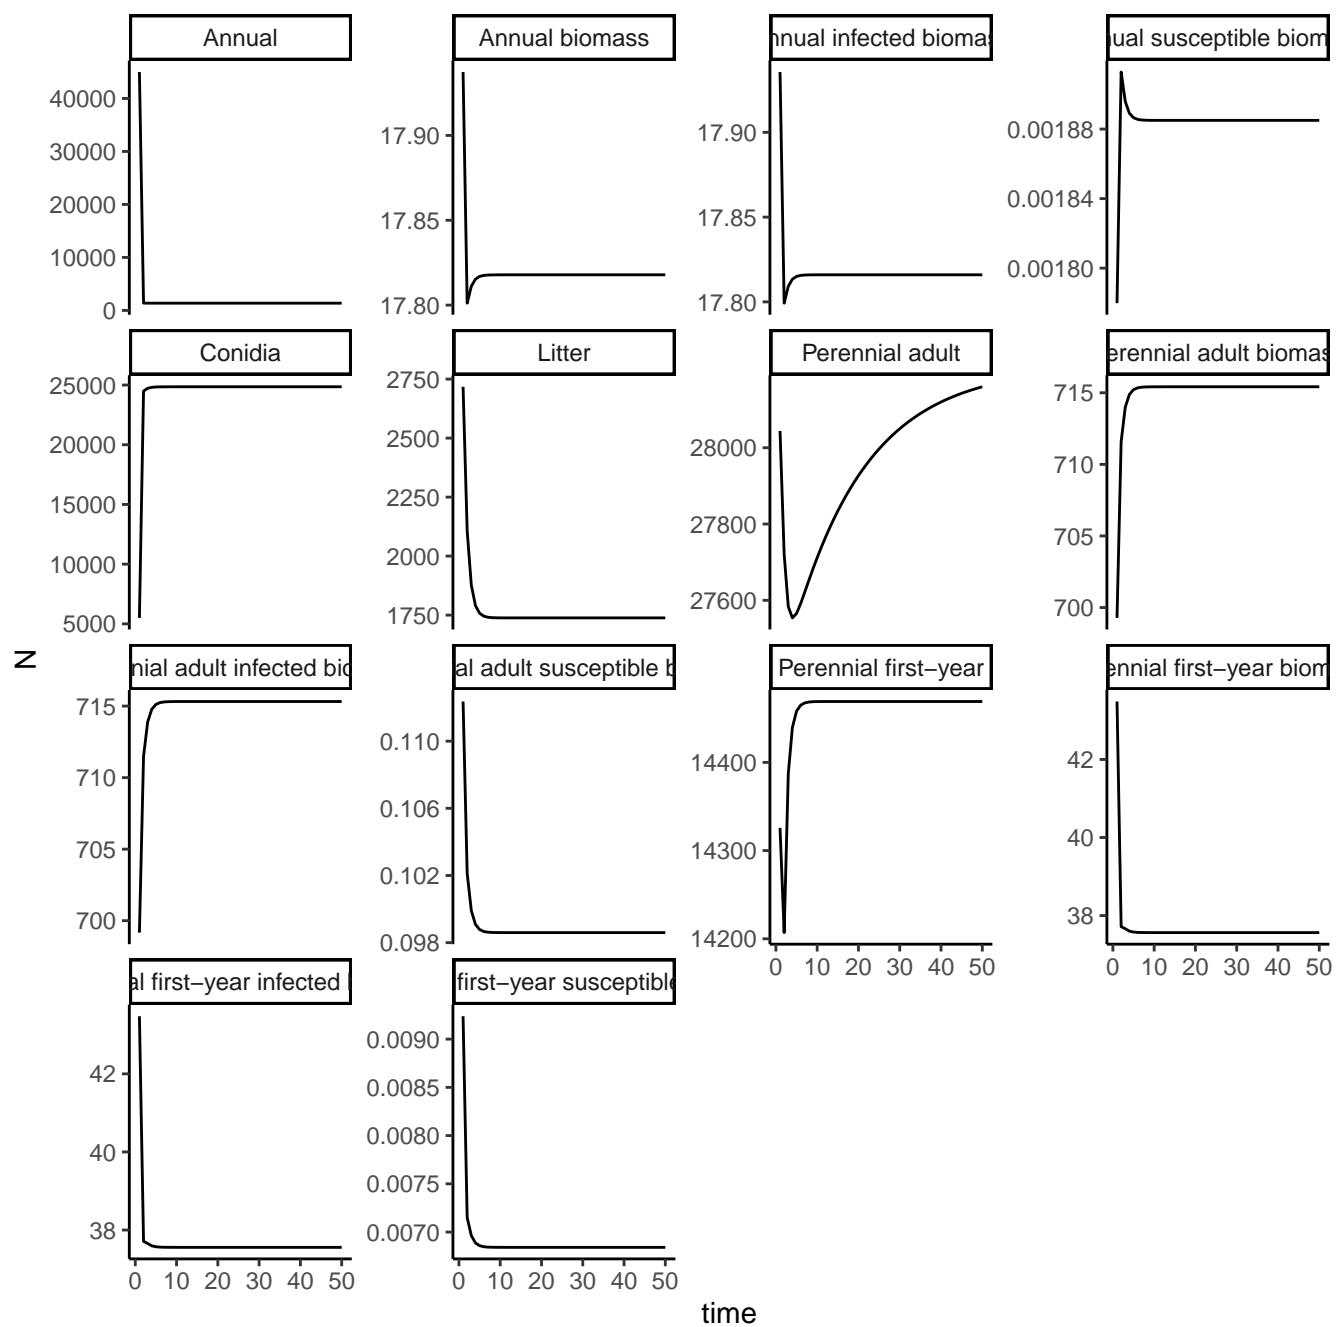 Annual
Annual biomass
nnual infected biomas
ual susceptible biom
40000
30000
20000
10000
0
17.90
17.85
17.80
17.90
17.85
17.80
0.00188
0.00184
0.00180
Conidia
Litter
Perennial adult
erennial adult biomas
25000
20000
15000
10000
5000
2750
2500
2250
2000
1750
28000
27800
27600
715
710
705
700
N
nial adult infected bio
al adult susceptible b
Perennial first−year
ennial first−year biom
715
710
705
700
0.110
0.106
0.102
0.098
14400
14300
14200
42
40
38
0 10 20 30 40 50
0 10 20 30 40 50
al first−year infected
first−year susceptible
42
40
38
0.0090
0.0085
0.0080
0.0075
0.0070
0 10 20 30 40 50
0 10 20 30 40 50
time